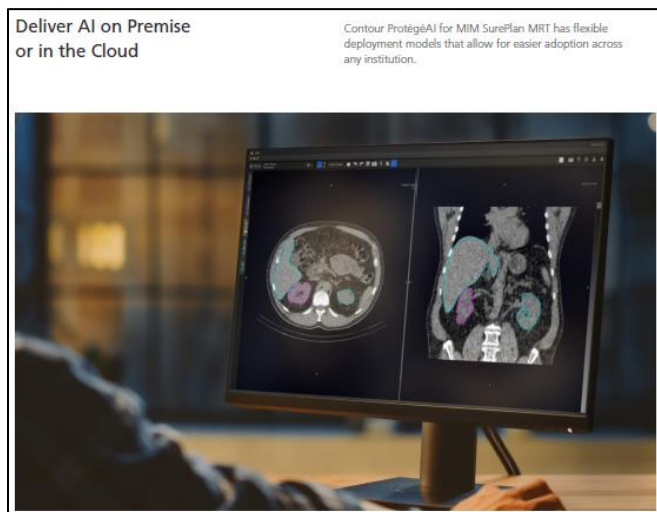 Deliver AI on Premise
or in the Cloud
Contour ProtégéAI for MIM SurePlan MRT has flexible
deployment models that allow for easier adoption across
any institution.